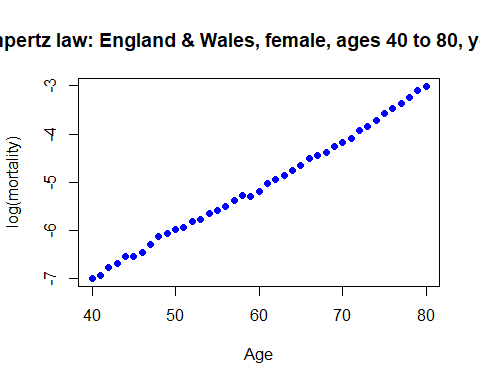 npertz law: England & Wales, female, ages 40 to 80, y
log(mortality)
-3
-4
-5
-6
-7
40 50 60 70 80
Age